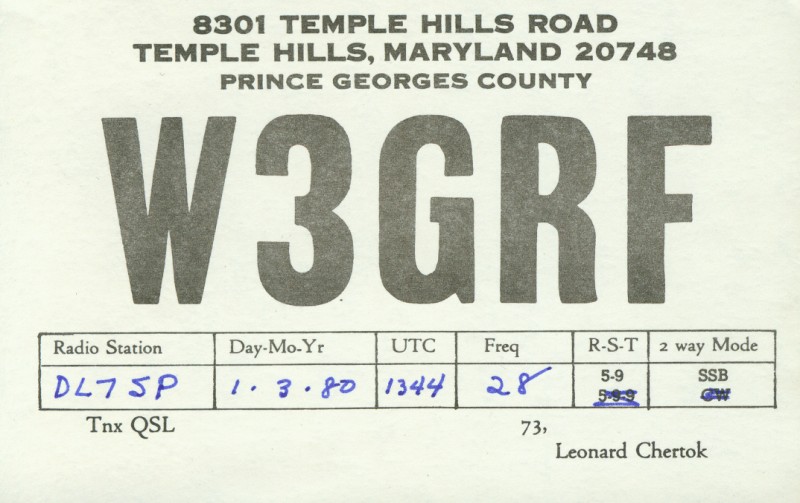 8301 TEMPLE HILLS ROAD
TEMPLE HILLS, MARYLAND 20748
PRINCE GEORGES COUNTY
W3GRF
Radio Station Day-Mo-Yr UTC Freq R-S-T 2 way Mode
DL7SP 1.3.80 1344 28 5-9 SSB
5-9-9 CW
Tnx QSL 73,
Leonard Chertok